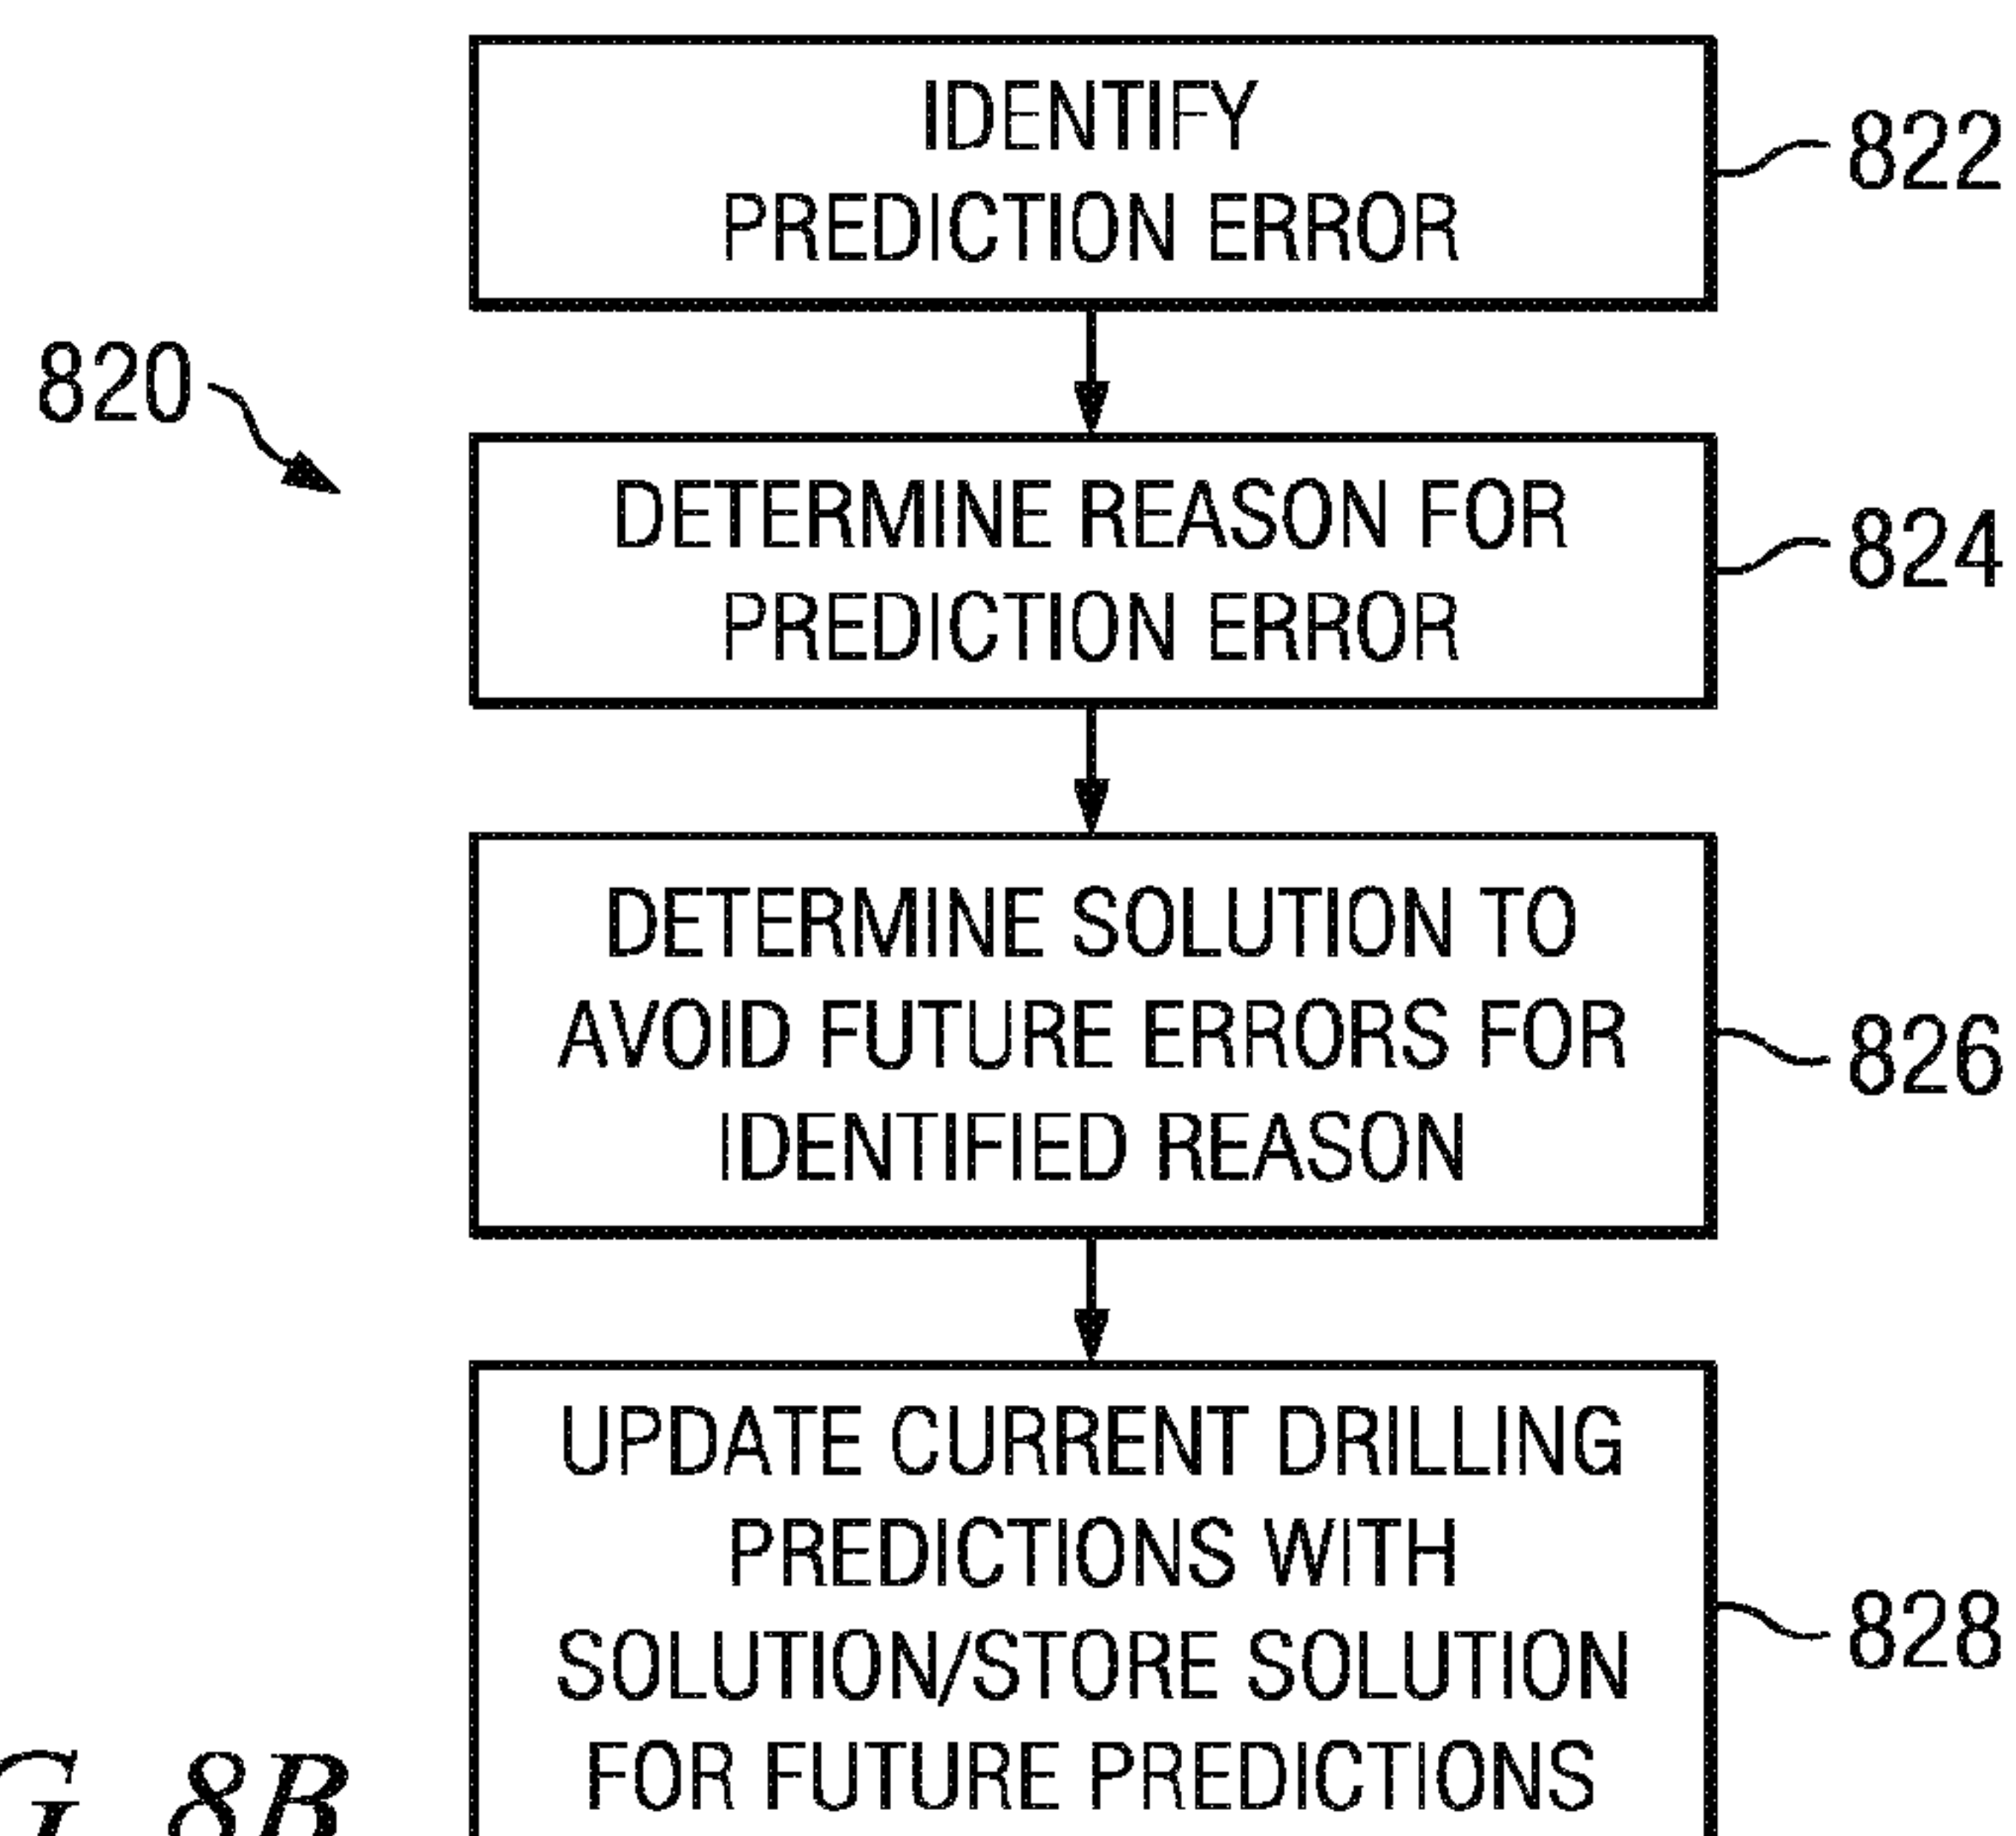 IDENTIFY
PREDICTION ERROR
822
820
DETERMINE REASON FOR
PREDICTION ERROR
824
DETERMINE SOLUTION TO
AVOID FUTURE ERRORS FOR
IDENTIFIED REASON
826
UPDATE CURRENT DRILLING
PREDICTIONS WITH
SOLUTION/STORE SOLUTION
FOR FUTURE PREDICTIONS
828
G 8B